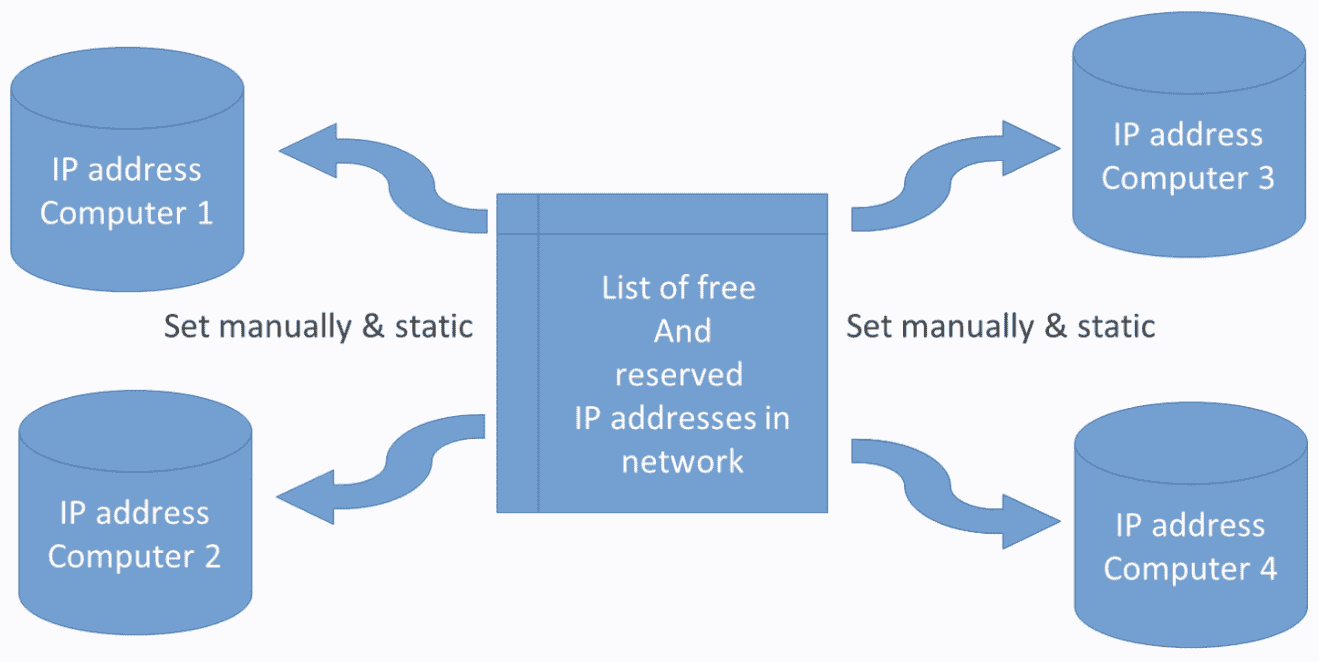 IP address
Computer 1
IP address
Computer 3
List of free
And
reserved
IP addresses in
network
Set manually & static
Set manually & static
IP address
Computer 2
IP address
Computer 4